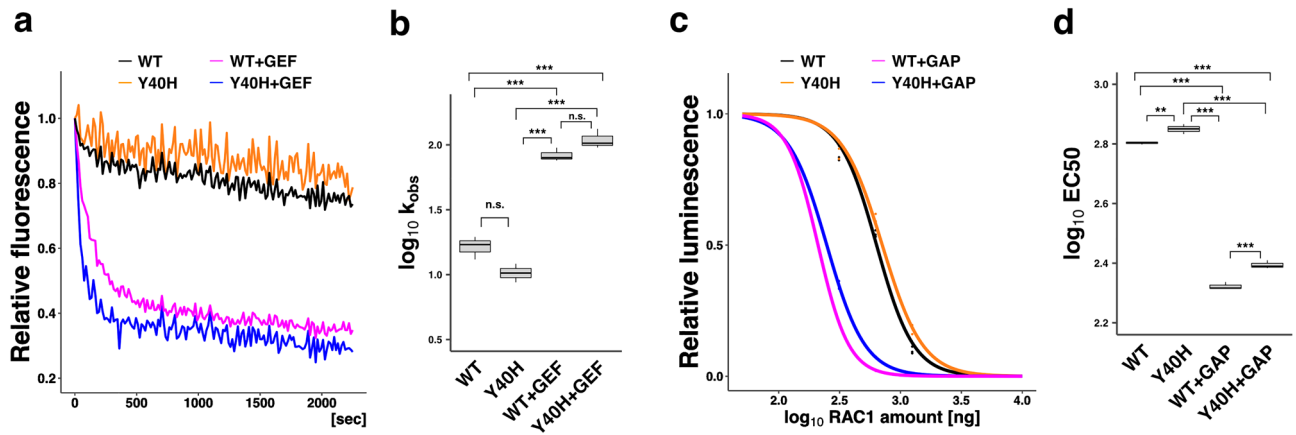 a
WT
WT+GEF
Y40H
Y40H+GEF
Relative fluorescence
1.0
0.8
0.6
0.4
0.2
0
500
1000
1500
2000
[sec]
b
***
***
***
n.s.
***
n.s.
log10 kobs
2.0
1.5
1.0
0.5
WT
Y40H
WT+GEF
Y40H+GEF
c
WT
WT+GAP
Y40H
Y40H+GAP
Relative luminescence
1.0
0.5
0.0
2.0
2.5
3.0
3.5
4.0
log10 RAC1 amount [ng]
d
***
***
***
**
***
***
log10 EC50
3.0
2.8
2.6
2.4
2.2
WT
Y40H
WT+GAP
Y40H+GAP